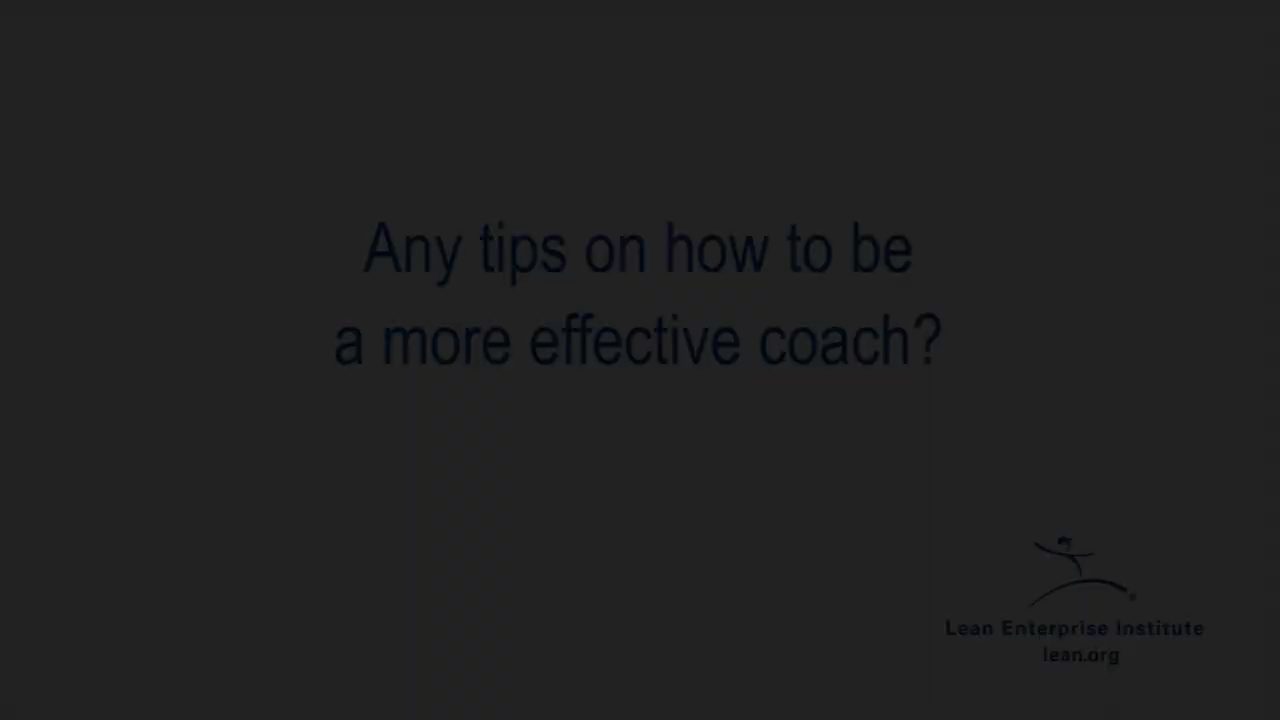 Any tips on how to be
a more effective coach?
Lean Enterprise Institute
lean.org